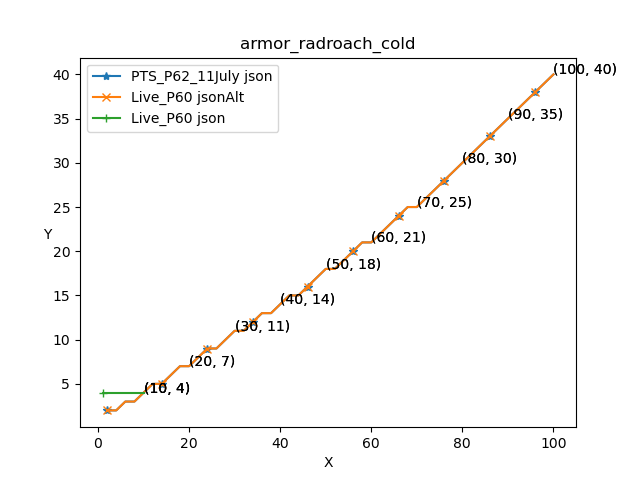 armor_radroach_cold
PTS_P62_11July json
Live_P60 jsonAlt
Live_P60 json
(100, 40)
(90, 35)
(80, 30)
(70, 25)
(60, 21)
(50, 18)
(40, 14)
(30, 11)
(20, 7)
(10, 4)
40
35
30
25
20
15
10
5
Y
0 20 40 60 80 100
X